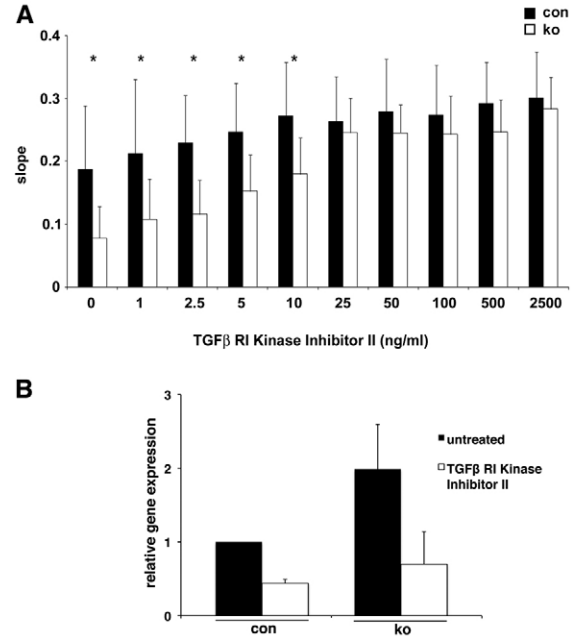 A
con
ko
0.4
* * * * *
0.3
0.2
0.1
0
slope
0 1 2.5 5 10 25 50 100 500 2500
TGFβ RI Kinase Inhibitor II (ng/ml)
B
3
2
1
0
relative gene expression
untreated
TGFβ RI Kinase
Inhibitor II
con ko